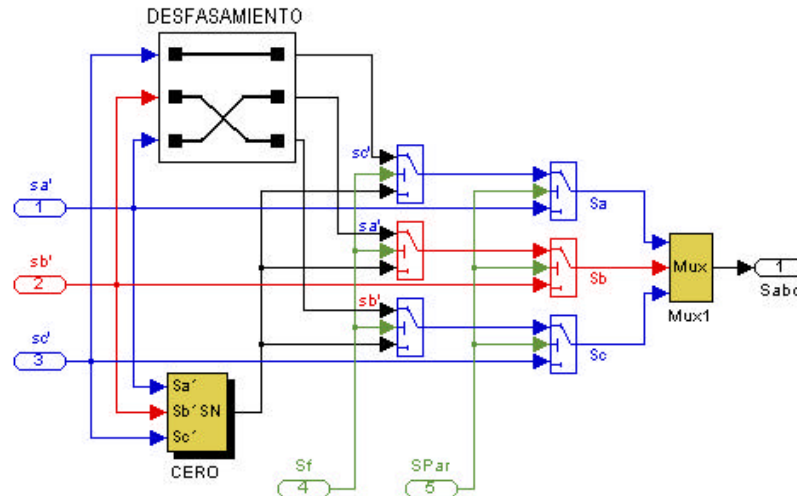 DESFASAMIENTO
sa'
1
sb'
2
sc'
3
sc'
sa'
sb'
Sa
Sb
Sc
Mux
Mux1
1
Sabc
Sa´
Sb´ SN
Sc´
CERO
Sf
4
SPar
5